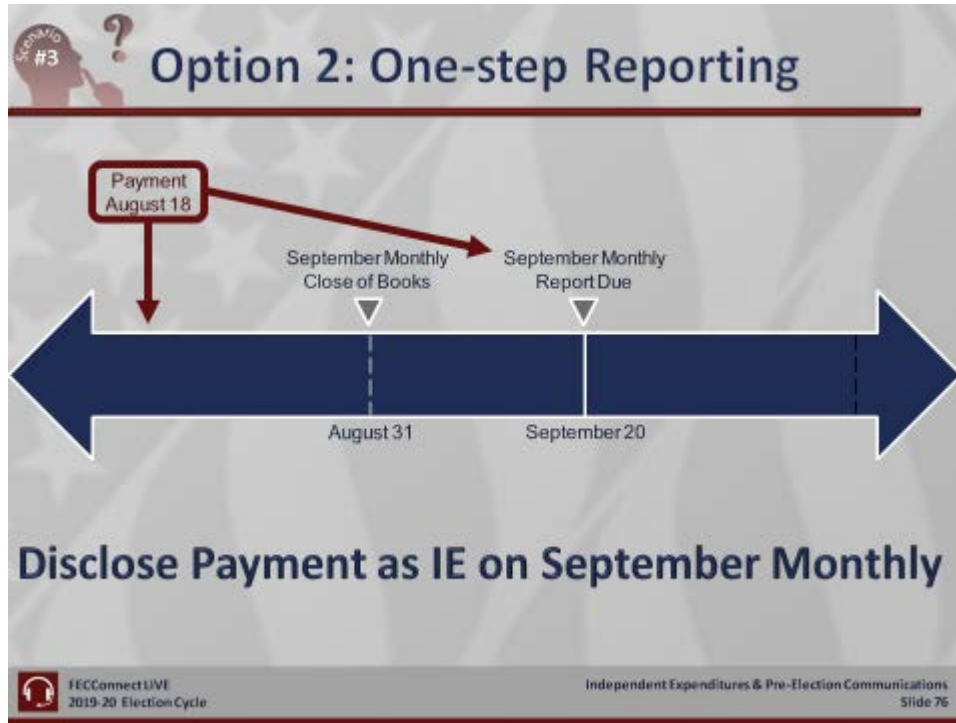 Scenario
#3
?
Option 2: One-step Reporting
Payment
August 18
September Monthly
Close of Books
September Monthly
Report Due
August 31
September 20
Disclose Payment as IE on September Monthly
FECConnect LIVE
2019-20 Election Cycle
Independent Expenditures & Pre-Election Communications
Slide 76